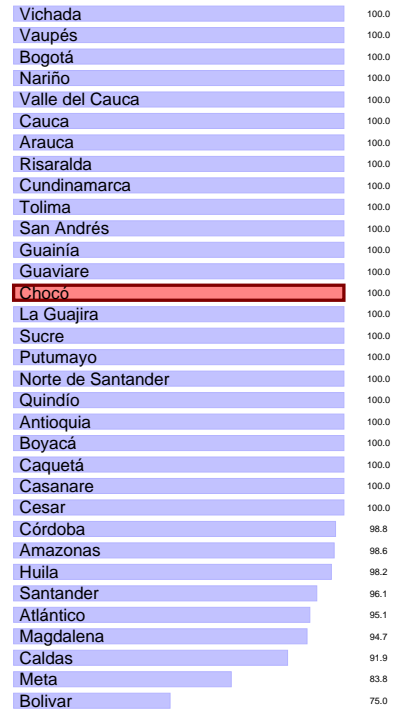 Vichada 100.0
Vaupés 100.0
Bogotá 100.0
Nariño 100.0
Valle del Cauca 100.0
Cauca 100.0
Arauca 100.0
Risaralda 100.0
Cundinamarca 100.0
Tolima 100.0
San Andrés 100.0
Guainía 100.0
Guaviare 100.0
Chocó 100.0
La Guajira 100.0
Sucre 100.0
Putumayo 100.0
Norte de Santander 100.0
Quindío 100.0
Antioquia 100.0
Boyacá 100.0
Caquetá 100.0
Casanare 100.0
Cesar 100.0
Córdoba 98.8
Amazonas 98.6
Huila 98.2
Santander 96.1
Atlántico 95.1
Magdalena 94.7
Caldas 91.9
Meta 83.8
Bolivar 75.0